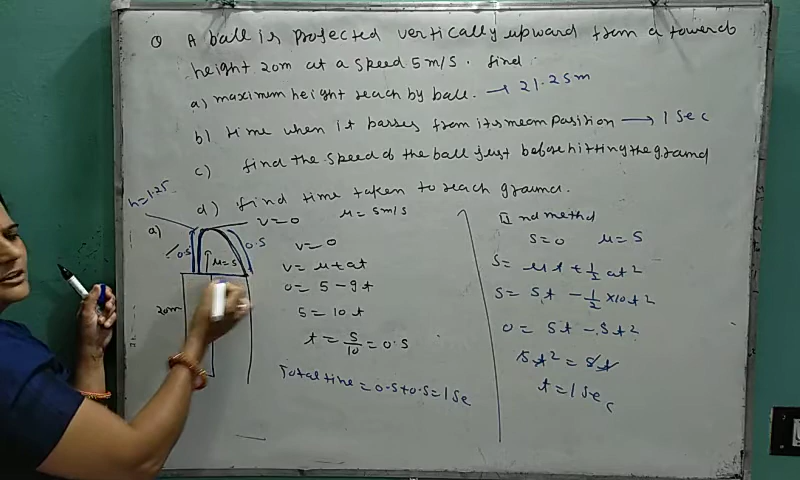 Q A ball is projected vertically upward from a tower of
height 20m at a speed 5m/s. find
a) maximum height reach by ball. → 21.25m
b) time when it passes from its mean position → 1 sec
c) find the speed of the ball just before hitting the ground
d) find time taken to reach ground.
h=1.25
a)
v=0 u=5m/s
0.5
0.5
u=5
20m
v=0
v=u+at
0=5-gt
5=10t
t=5/10=0.5
Total time=0.5+0.5=1 se
II nd method
s=0 u=5
s=ut+1/2at²
s=5t-1/2×10t²
0=5t-5t²
5t²=5t
t=1 sec